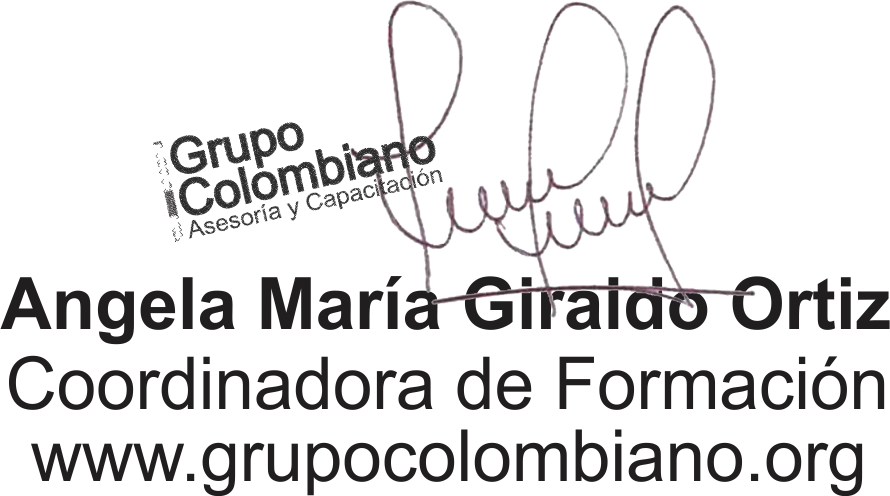 Grupo
Colombiano
Asesoría y Capacitación
Angela María Giraldo Ortiz
Coordinadora de Formación
www.grupocolombiano.org